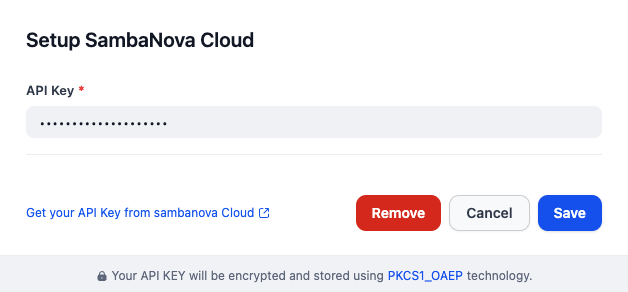 Setup SambaNova Cloud
API Key *
••••••••••••••••••••
Get your API Key from sambanova Cloud
Remove
Cancel
Save
Your API KEY will be encrypted and stored using PKCS1_OAEP technology.